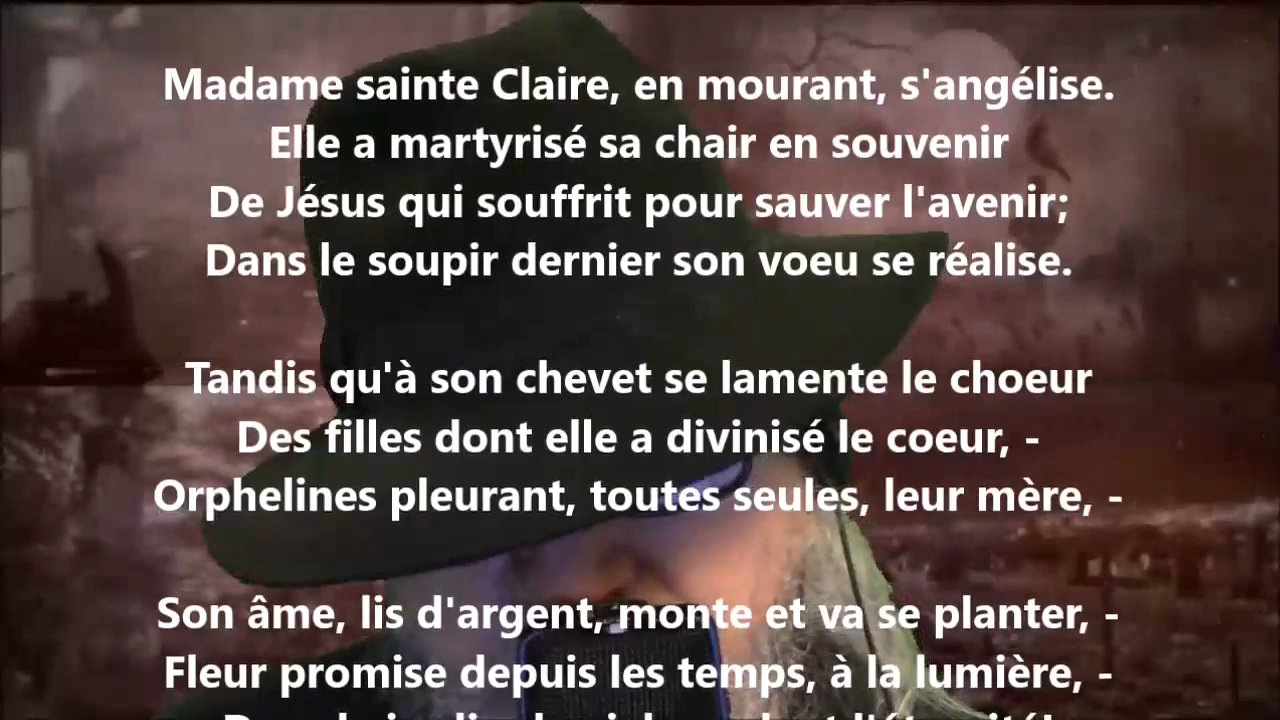 Madame sainte Claire, en mourant, s'angélise.
Elle a martyrisé sa chair en souvenir
De Jésus qui souffrit pour sauver l'avenir;
Dans le soupir dernier son voeu se réalise.
Tandis qu'à son chevet se lamente le choeur
Des filles dont elle a divinisé le coeur, -
Orphelines pleurant, toutes seules, leur mère, -
Son âme, lis d'argent, monte et va se planter, -
Fleur promise depuis les temps, à la lumière, -